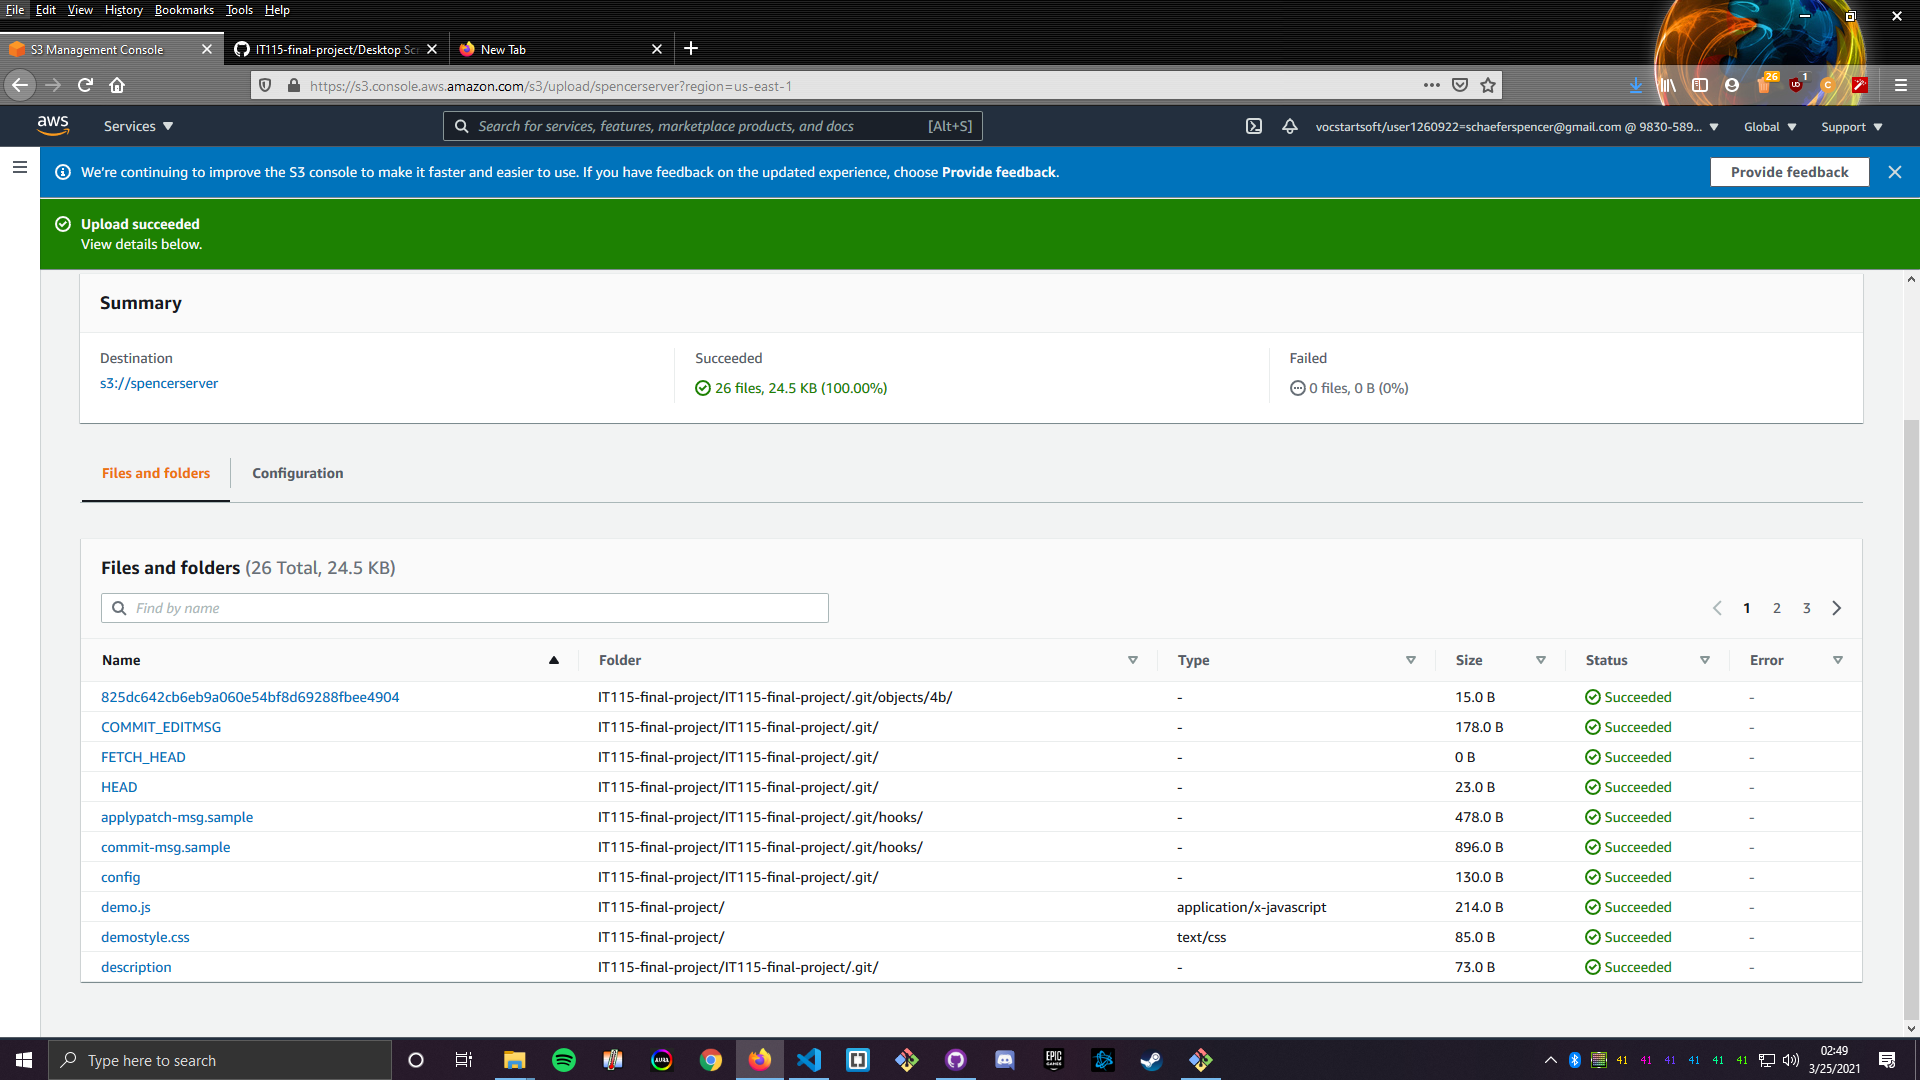 File Edit View History Bookmarks Tools Help
S3 Management Console
IT115-final-project/Desktop Scr
New Tab
https://s3.console.aws.amazon.com/s3/upload/spencerserver?region=us-east-1
26
1
aws
Services
Search for services, features, marketplace products, and docs [Alt+S]
vocstartsoft/user1260922=schaeferspencer@gmail.com @ 9830-589...
Global
Support
We're continuing to improve the S3 console to make it faster and easier to use. If you have feedback on the updated experience, choose Provide feedback.
Provide feedback
Upload succeeded
View details below.
Summary
Destination
s3://spencerserver
Succeeded
26 files, 24.5 KB (100.00%)
Failed
0 files, 0 B (0%)
Files and folders
Configuration
Files and folders (26 Total, 24.5 KB)
Find by name
1 2 3
Name Folder Type Size Status Error
825dc642cb6eb9a060e54bf8d69288fbee4904 IT115-final-project/IT115-final-project/.git/objects/4b/ - 15.0 B Succeeded -
COMMIT_EDITMSG IT115-final-project/IT115-final-project/.git/ - 178.0 B Succeeded -
FETCH_HEAD IT115-final-project/IT115-final-project/.git/ - 0 B Succeeded -
HEAD IT115-final-project/IT115-final-project/.git/ - 23.0 B Succeeded -
applypatch-msg.sample IT115-final-project/IT115-final-project/.git/hooks/ - 478.0 B Succeeded -
commit-msg.sample IT115-final-project/IT115-final-project/.git/hooks/ - 896.0 B Succeeded -
config IT115-final-project/IT115-final-project/.git/ - 130.0 B Succeeded -
demo.js IT115-final-project/ application/x-javascript 214.0 B Succeeded -
demostyle.css IT115-final-project/ text/css 85.0 B Succeeded -
description IT115-final-project/IT115-final-project/.git/ - 73.0 B Succeeded -
Type here to search
AURA
EPIC GAMES
41 41 41 41 41 41
02:49
3/25/2021